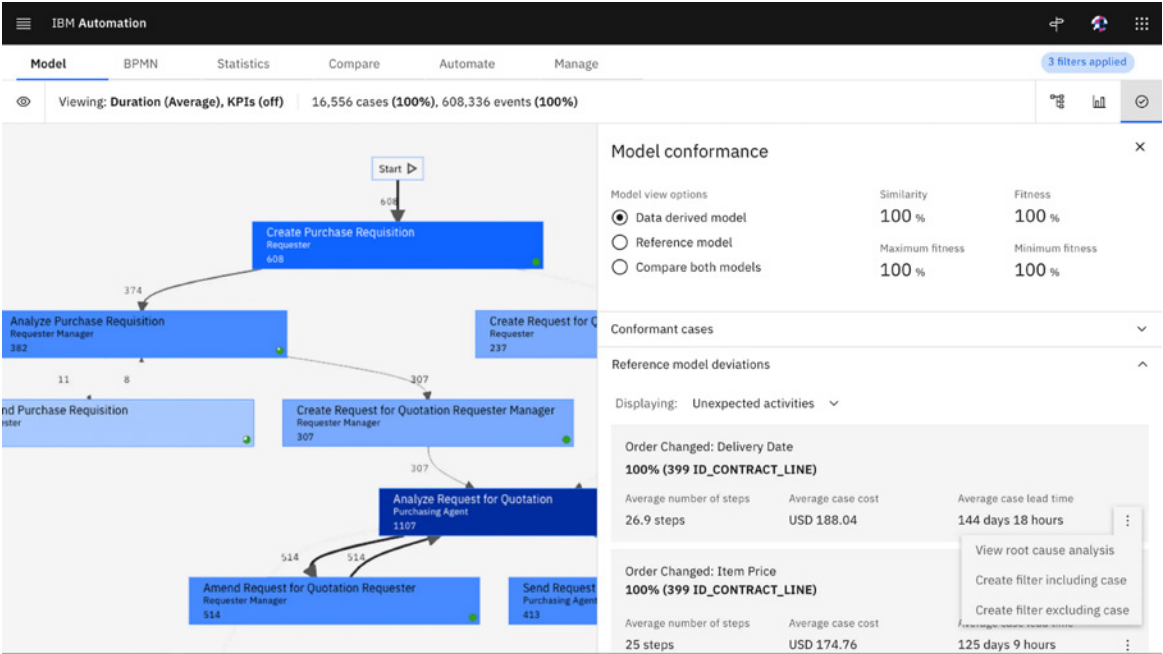 IBM Automation
Model BPMN Statistics Compare Automate Manage 3 filters applied
Viewing: Duration (Average), KPIs (off) 16,556 cases (100%), 608,336 events (100%)
Start
608
Create Purchase Requisition
Requester
608
374
Analyze Purchase Requisition
Requester Manager
382
Create Request for
Requester
237
11 8
307
Purchase Requisition
Create Request for Quotation Requester Manager
Requester Manager
307
307
Analyze Request for Quotation
Purchasing Agent
1107
514 514
Amend Request for Quotation Requester
Requester Manager
514
Send Request
Purchasing Agent
413
Model conformance
Model view options
Data derived model
Reference model
Compare both models
Similarity
100 %
Fitness
100 %
Maximum fitness
100 %
Minimum fitness
100 %
Conformant cases
Reference model deviations
Displaying: Unexpected activities
Order Changed: Delivery Date
100% (399 ID_CONTRACT_LINE)
Average number of steps Average case cost Average case lead time
26.9 steps USD 188.04 144 days 18 hours
View root cause analysis
Create filter including case
Create filter excluding case
Order Changed: Item Price
100% (399 ID_CONTRACT_LINE)
Average number of steps Average case cost Average case lead time
25 steps USD 174.76 125 days 9 hours